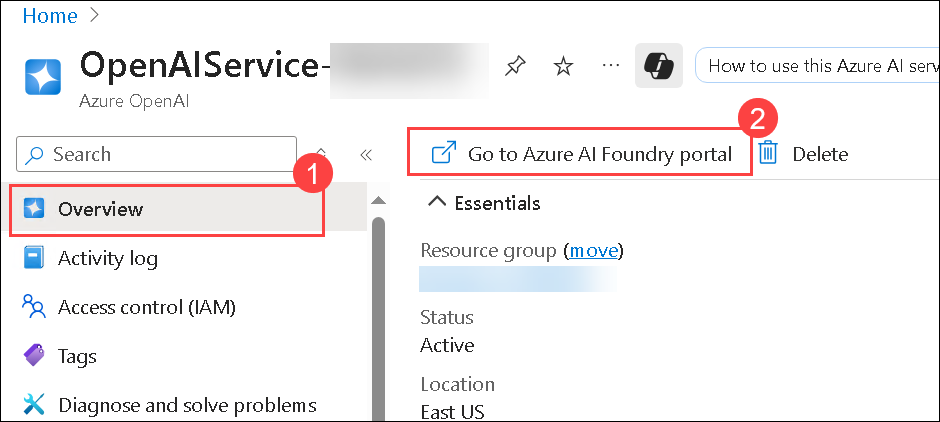 Home
OpenAIService-
Azure OpenAI
How to use this Azure AI serv
2
Search
Go to Azure AI Foundry portal
Delete
1
Overview
Essentials
Activity log
Resource group (move)
Access control (IAM)
Status
Active
Tags
Location
Diagnose and solve problems
East US